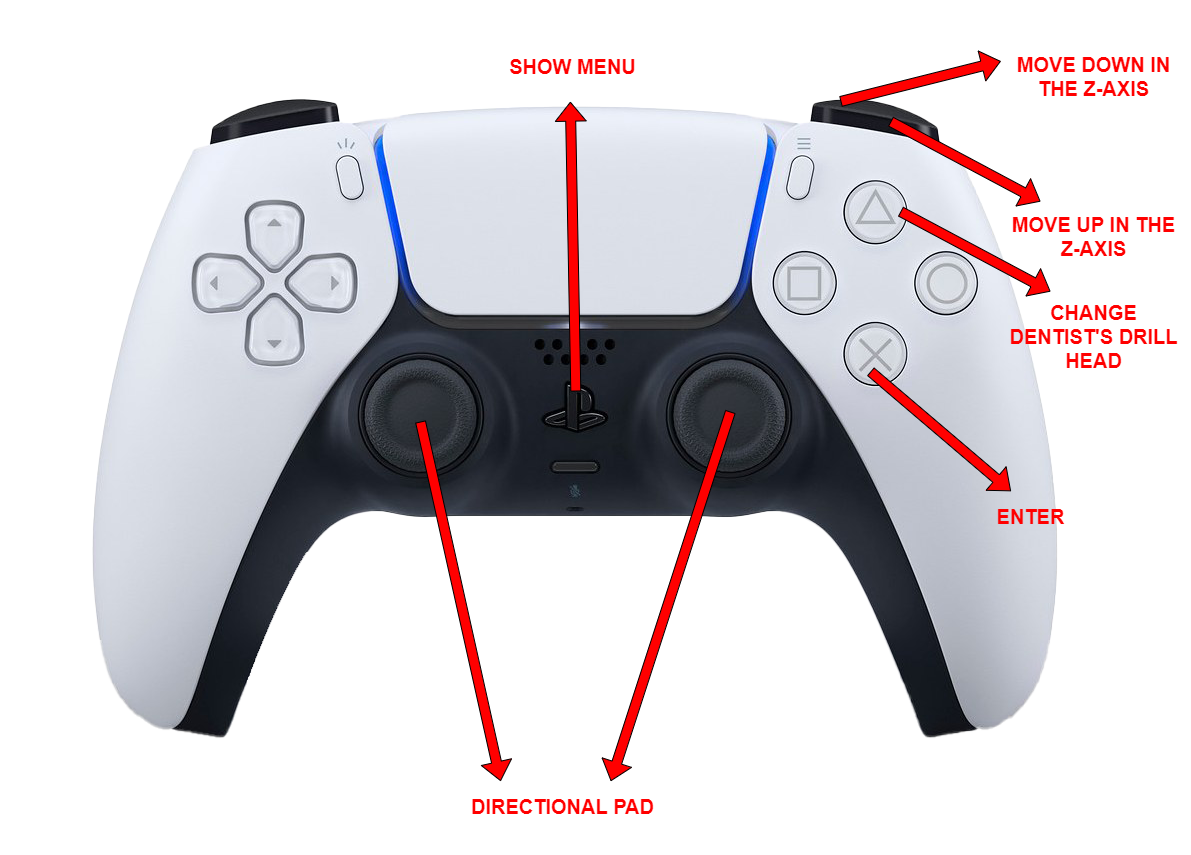 SHOW MENU
MOVE DOWN IN
THE Z-AXIS
MOVE UP IN THE
Z-AXIS
CHANGE
DENTIST'S DRILL
HEAD
ENTER
DIRECTIONAL PAD